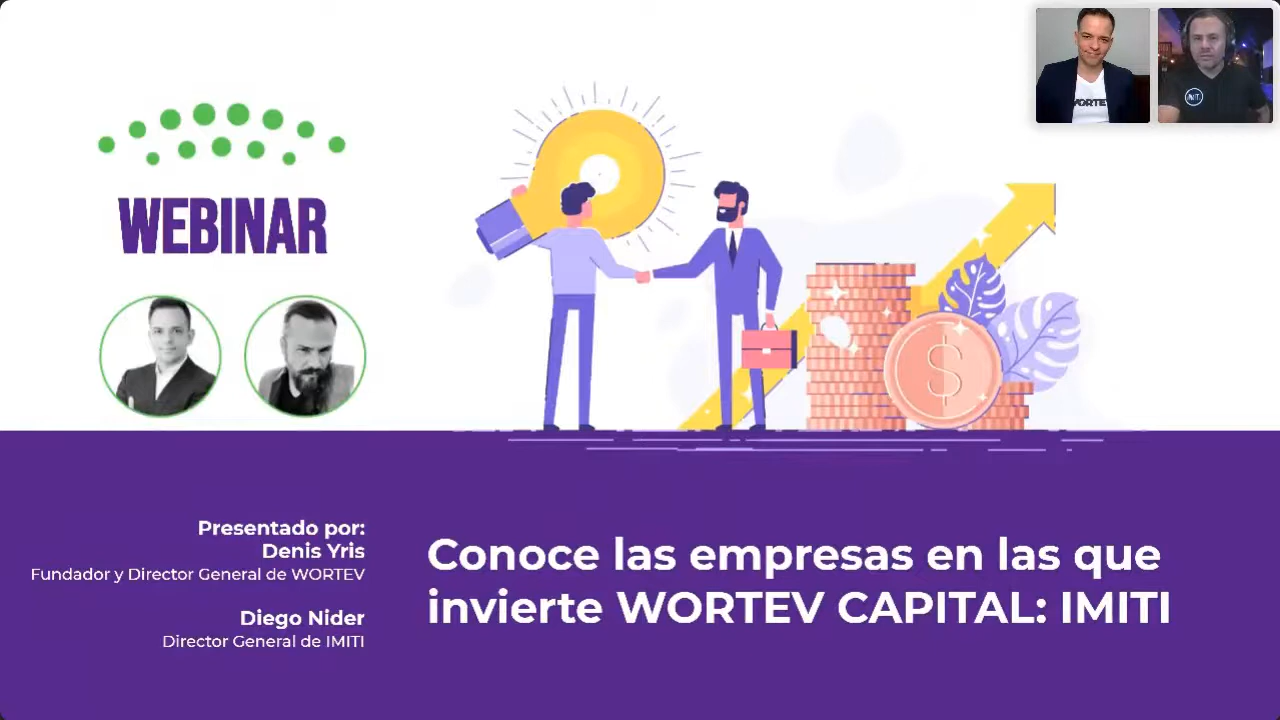 WEBINAR
Presentado por:
Denis Yris
Fundador y Director General de WORTEV
Diego Nider
Director General de IMITI
Conoce las empresas en las que
invierte WORTEV CAPITAL: IMITI
$